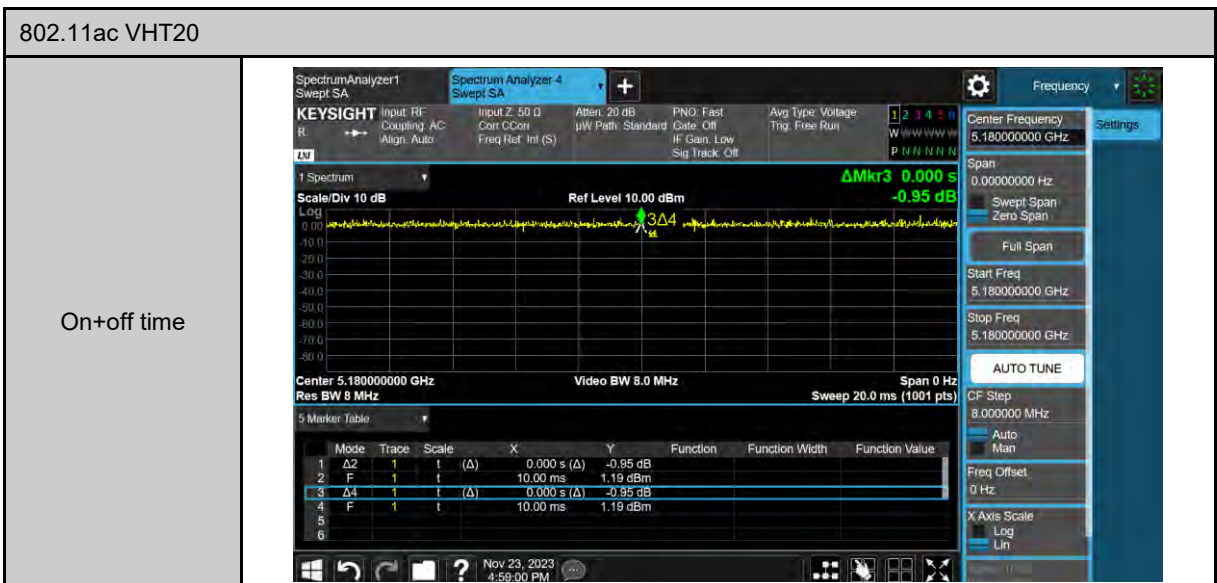 802.11ac VHT20
On+off time
SpectrumAnalyzer1
Swept SA
Spectrum Analyzer 4
Swept SA
+
Frequency
KEYSIGHT
R
LXI
Input: RF
Coupling: AC
Align: Auto
Input Z: 50 Ω
Corr CCorr
Freq Ref: Int (S)
Atten: 20 dB
µW Path: Standard
PNO: Fast
Gate: Off
IF Gain: Low
Sig Track: Off
Avg Type: Voltage
Trig: Free Run
1 2 3 4 5 6
W W W W W W
P N N N N N
Center Frequency
5.180000000 GHz
Settings
1 Spectrum
ΔMkr3 0.000 s
-0.95 dB
Scale/Div 10 dB
Ref Level 10.00 dBm
Log
0.00
-10.0
-20.0
-30.0
-40.0
-50.0
-60.0
-70.0
-80.0
3Δ4
Center 5.180000000 GHz
Video BW 8.0 MHz
Span 0 Hz
Res BW 8 MHz
Sweep 20.0 ms (1001 pts)
Span
0.00000000 Hz
Swept Span
Zero Span
Full Span
Start Freq
5.180000000 GHz
Stop Freq
5.180000000 GHz
AUTO TUNE
CF Step
8.000000 MHz
Auto
Man
Freq Offset
0 Hz
X Axis Scale
Log
Lin
5 Marker Table
Mode Trace Scale X Y Function Function Width Function Value
1 Δ2 1 t (Δ) 0.000 s (Δ) -0.95 dB
2 F 1 t 10.00 ms 1.19 dBm
3 Δ4 1 t (Δ) 0.000 s (Δ) -0.95 dB
4 F 1 t 10.00 ms 1.19 dBm
5
6
?
Nov 23, 2023
4:59:00 PM